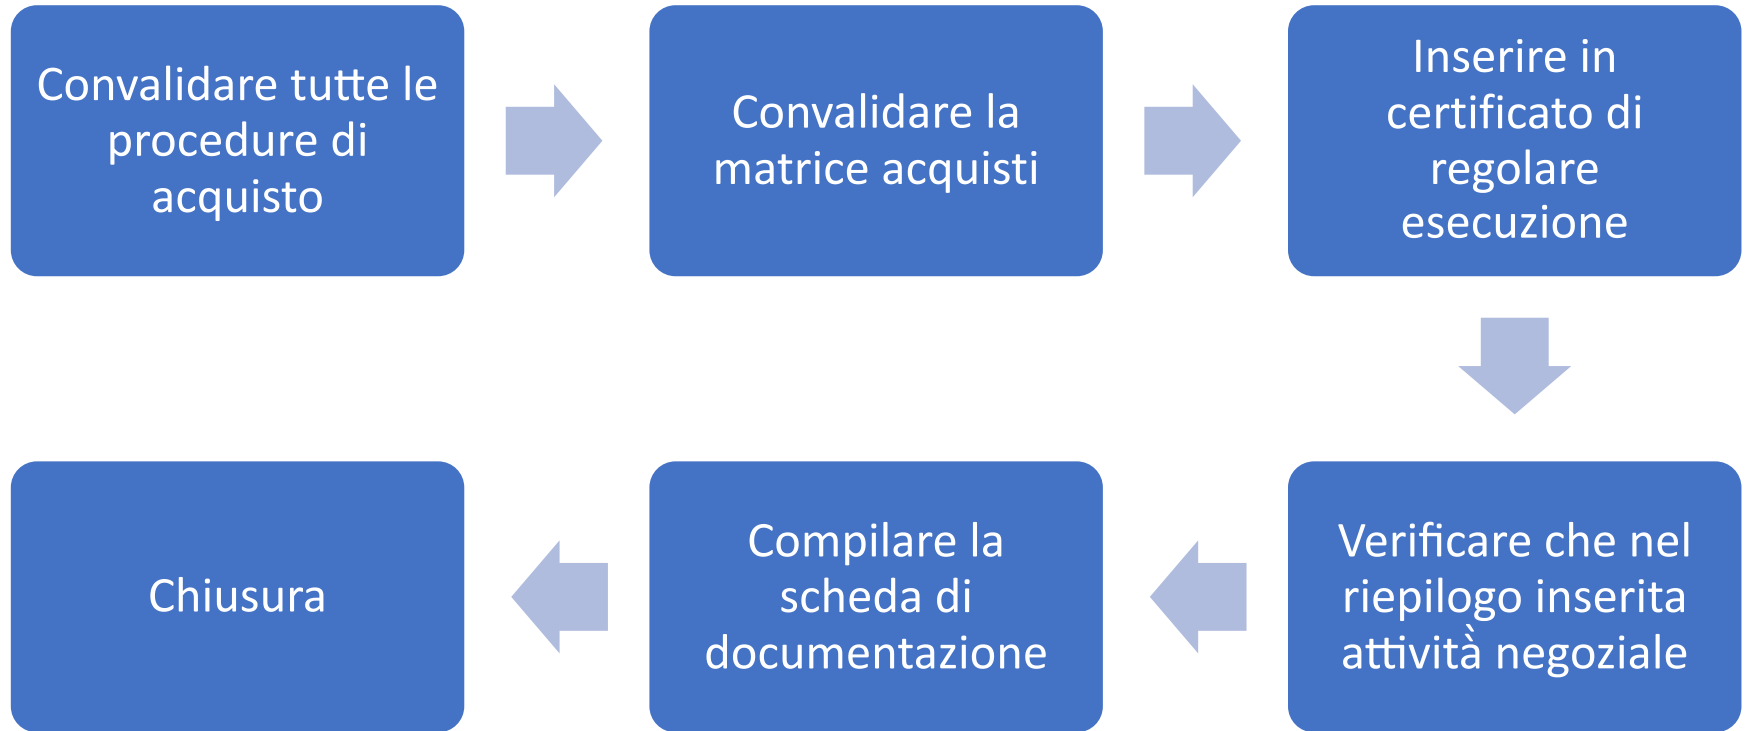 Convalidare tutte le
procedure di
acquisto
Convalidare la
matrice acquisti
Inserire in
certificato di
regolare
esecuzione
Verificare che nel
riepilogo inserita
attività negoziale
Compilare la
scheda di
documentazione
Chiusura